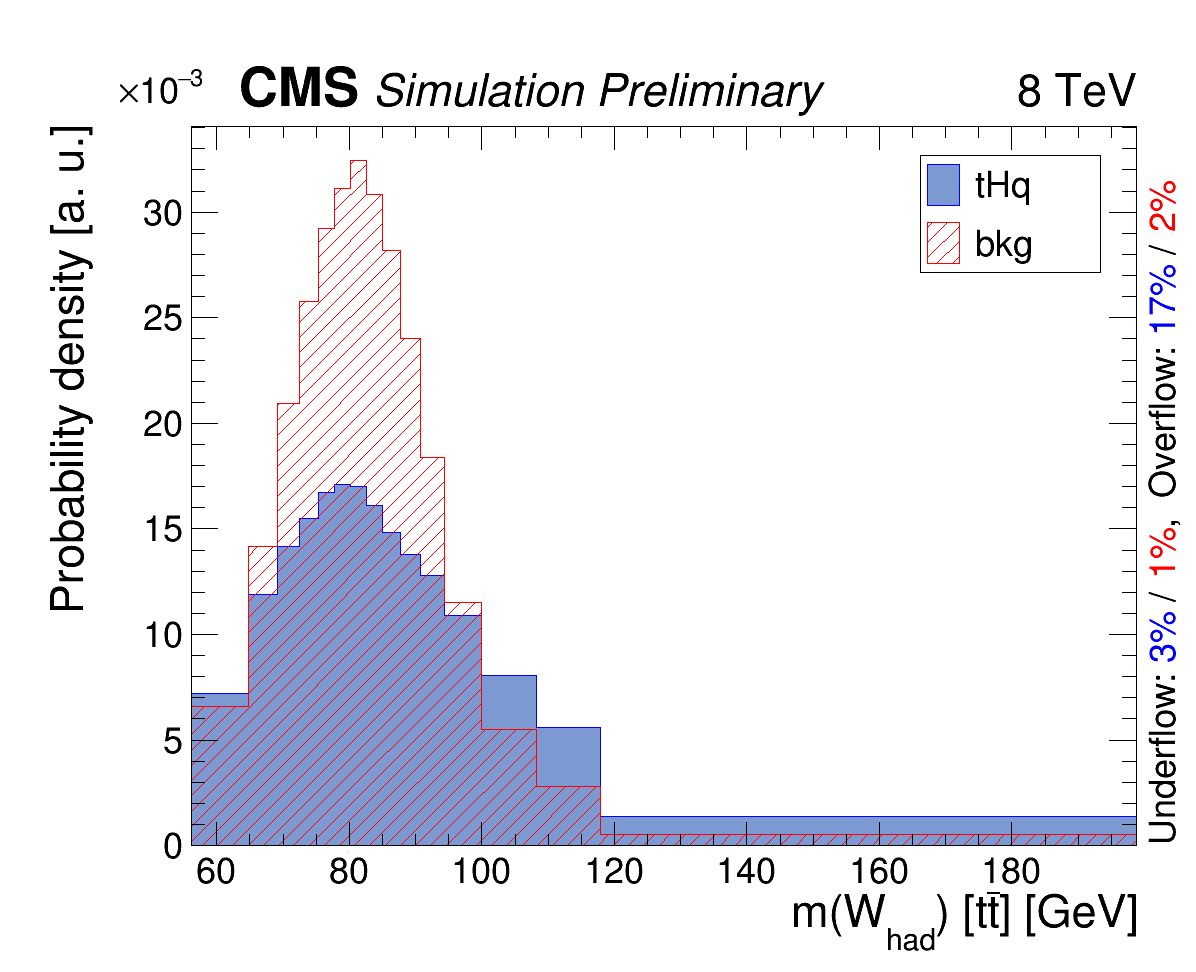 ×10⁻³ CMS Simulation Preliminary 8 TeV
Probability density [a. u.]
30
25
20
15
10
5
0
tHq
bkg
60 80 100 120 140 160 180
m(W_had) [tt̄] [GeV]
Underflow: 3% / 1%, Overflow: 17% / 2%